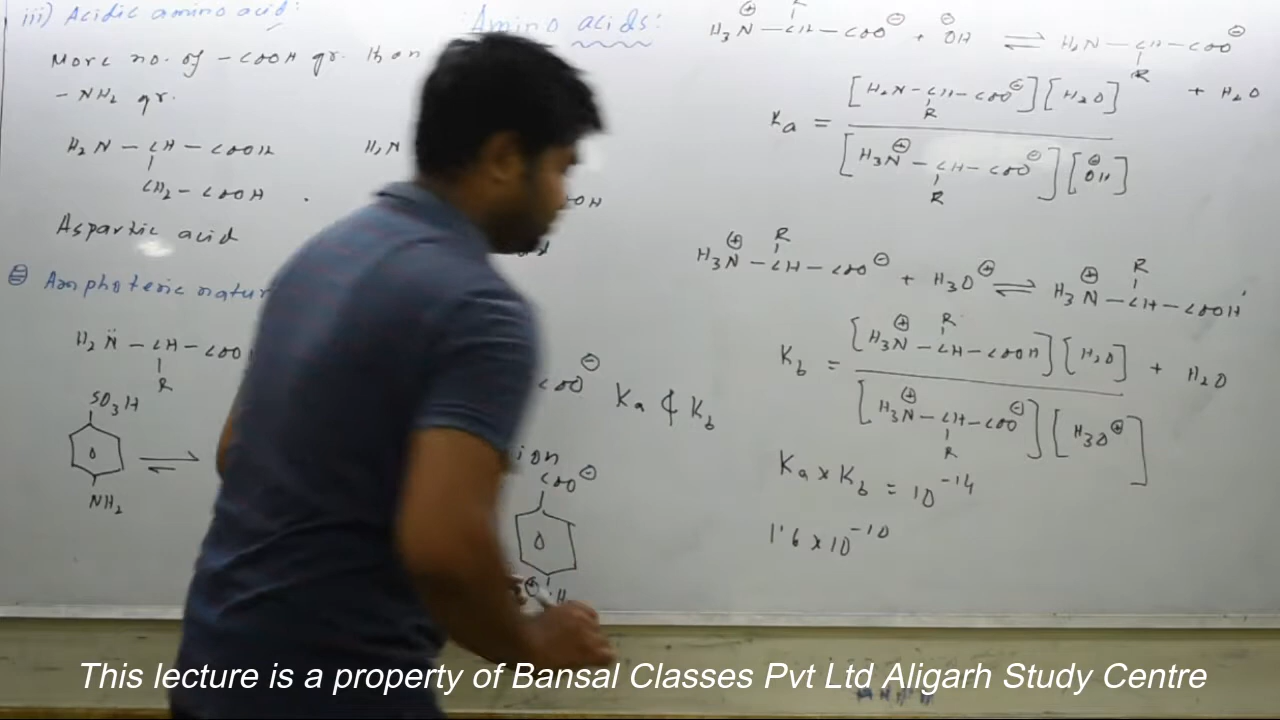 iii) Acidic amino acid:
More no. of -COOH gr. than
- NH₂ gr.
H₂N - CH - COOH
CH₂ - COOH
Aspartic acid
H₂N
OH
Amphoteric natur
H₂N̈ - CH - COO
R
SO₃H
⇌
NH₂
Amino acids:
COO⊖
Ka & Kb
ion
COO⊖
H₃N⊕ - CH - COO⊖ + ⊖OH ⇌ H₂N - CH - COO⊖
R
+ H₂O
Ka = [H₂N - CH - COO⊖] [H₂O]
R
[H₃N⊕ - CH - COO⊖] [OH]
R
R
H₃N⊕ - CH - COO⊖ + H₃O⊕ ⇌ H₃N⊕ - CH - COOH
R
+ H₂O
Kb = [H₃N⊕ - CH - COOH] [H₂O]
R
[H₃N⊕ - CH - COO⊖] [H₃O⊕]
R
Ka x Kb = 10⁻¹⁴
1.6 x 10⁻¹⁰
This lecture is a property of Bansal Classes Pvt Ltd Aligarh Study Centre